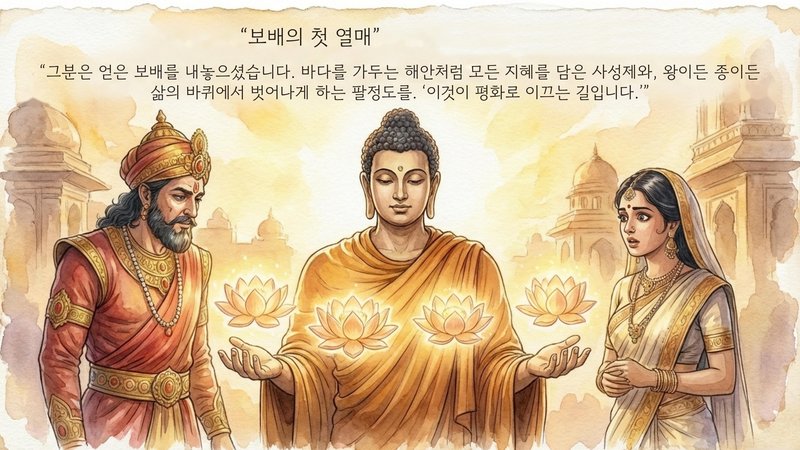 “보배의 첫 열매”
“그분은 얻은 보배를 내놓으셨습니다. 바다를 가두는 해안처럼 모든 지혜를 담은 사성제와, 왕이든 종이든
삶의 바퀴에서 벗어나게 하는 팔정도를. ‘이것이 평화로 이끄는 길입니다.’”